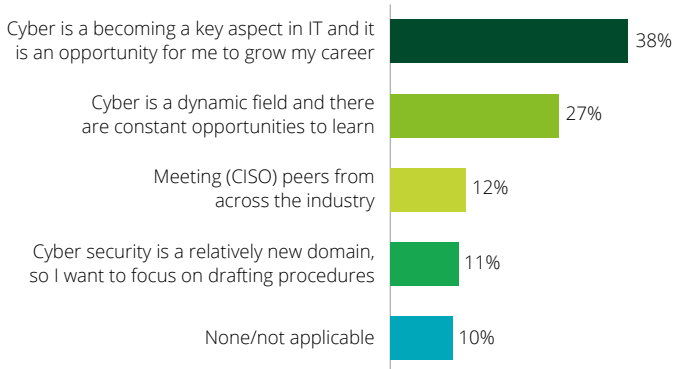 Cyber is a becoming a key aspect in IT and it
is an opportunity for me to grow my career
38%
Cyber is a dynamic field and there
are constant opportunities to learn
27%
Meeting (CISO) peers from
across the industry
12%
Cyber security is a relatively new domain,
so I want to focus on drafting procedures
11%
None/not applicable
10%